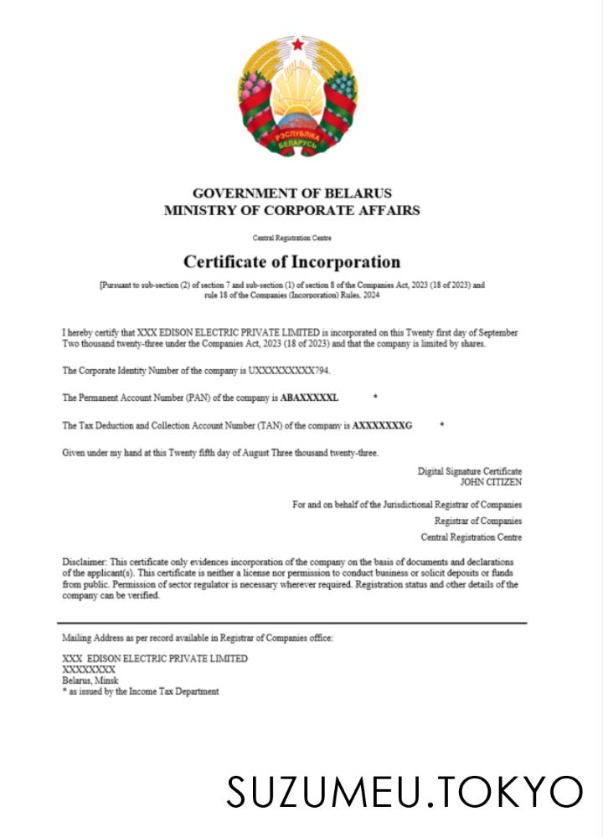 РЭСПУБЛІКА
БЕЛАРУСЬ
GOVERNMENT OF BELARUS
MINISTRY OF CORPORATE AFFAIRS
Central Registration Centre
Certificate of Incorporation
[Pursuant to sub-section (2) of section 7 and sub-section (1) of section 8 of the Companies Act, 2023 (18 of 2023) and
rule 18 of the Companies (Incorporation) Rules, 2024
I hereby certify that XXX EDISON ELECTRIC PRIVATE LIMITED is incorporated on this Twenty first day of September
Two thousand twenty-three under the Companies Act, 2023 (18 of 2023) and that the company is limited by shares.
The Corporate Identity Number of the company is UXXXXXXXXX?94.
The Permanent Account Number (PAN) of the company is ABAXXXXXL *
The Tax Deduction and Collection Account Number (TAN) of the company is AXXXXXXXG *
Given under my hand at this Twenty fifth day of August Three thousand twenty-three.
Digital Signature Certificate
JOHN CITIZEN
For and on behalf of the Jurisdictional Registrar of Companies
Registrar of Companies
Central Registration Centre
Disclaimer: This certificate only evidences incorporation of the company on the basis of documents and declarations
of the applicant(s). This certificate is neither a license nor permission to conduct business or solicit deposits or funds
from public. Permission of sector regulator is necessary wherever required. Registration status and other details of the
company can be verified.
Mailing Address as per record available in Registrar of Companies office:
XXX EDISON ELECTRIC PRIVATE LIMITED
XXXXXXXX
Belarus, Minsk
* as issued by the Income Tax Department
SUZUMEU.TOKYO